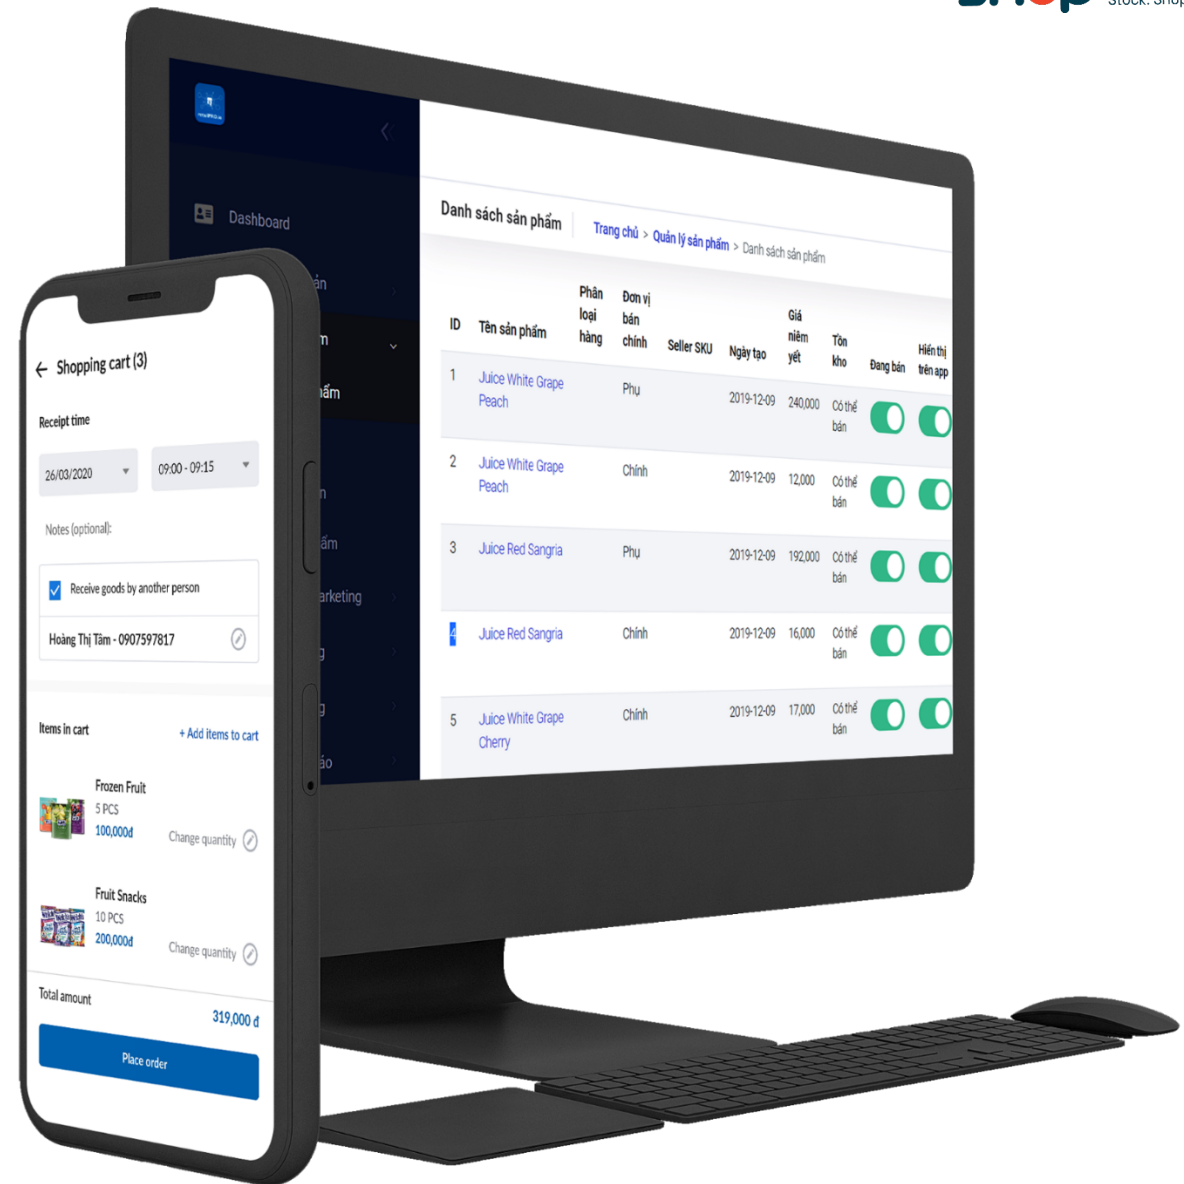 Stock. Shop
Dashboard
Danh sách sản phẩm
Trang chủ > Quản lý sản phẩm > Danh sách sản phẩm
ID Tên sản phẩm Phân loại hàng Đơn vị bán chính Seller SKU Ngày tạo Giá niêm yết Tồn kho Đang bán Hiển thị trên app
1 Juice White Grape Peach Phụ 2019-12-09 240,000 Có thể bán
2 Juice White Grape Peach Chính 2019-12-09 12,000 Có thể bán
3 Juice Red Sangria Phụ 2019-12-09 192,000 Có thể bán
4 Juice Red Sangria Chính 2019-12-09 16,000 Có thể bán
5 Juice White Grape Cherry Chính 2019-12-09 17,000 Có thể bán
arketing
← Shopping cart (3)
Receipt time
26/03/2020 09:00 - 09:15
Notes (optional):
Receive goods by another person
Hoàng Thị Tâm - 0907597817
Items in cart + Add items to cart
Frozen Fruit
5 PCS
100,000đ Change quantity
Fruit Snacks
10 PCS
200,000đ Change quantity
Total amount 319,000 đ
Place order